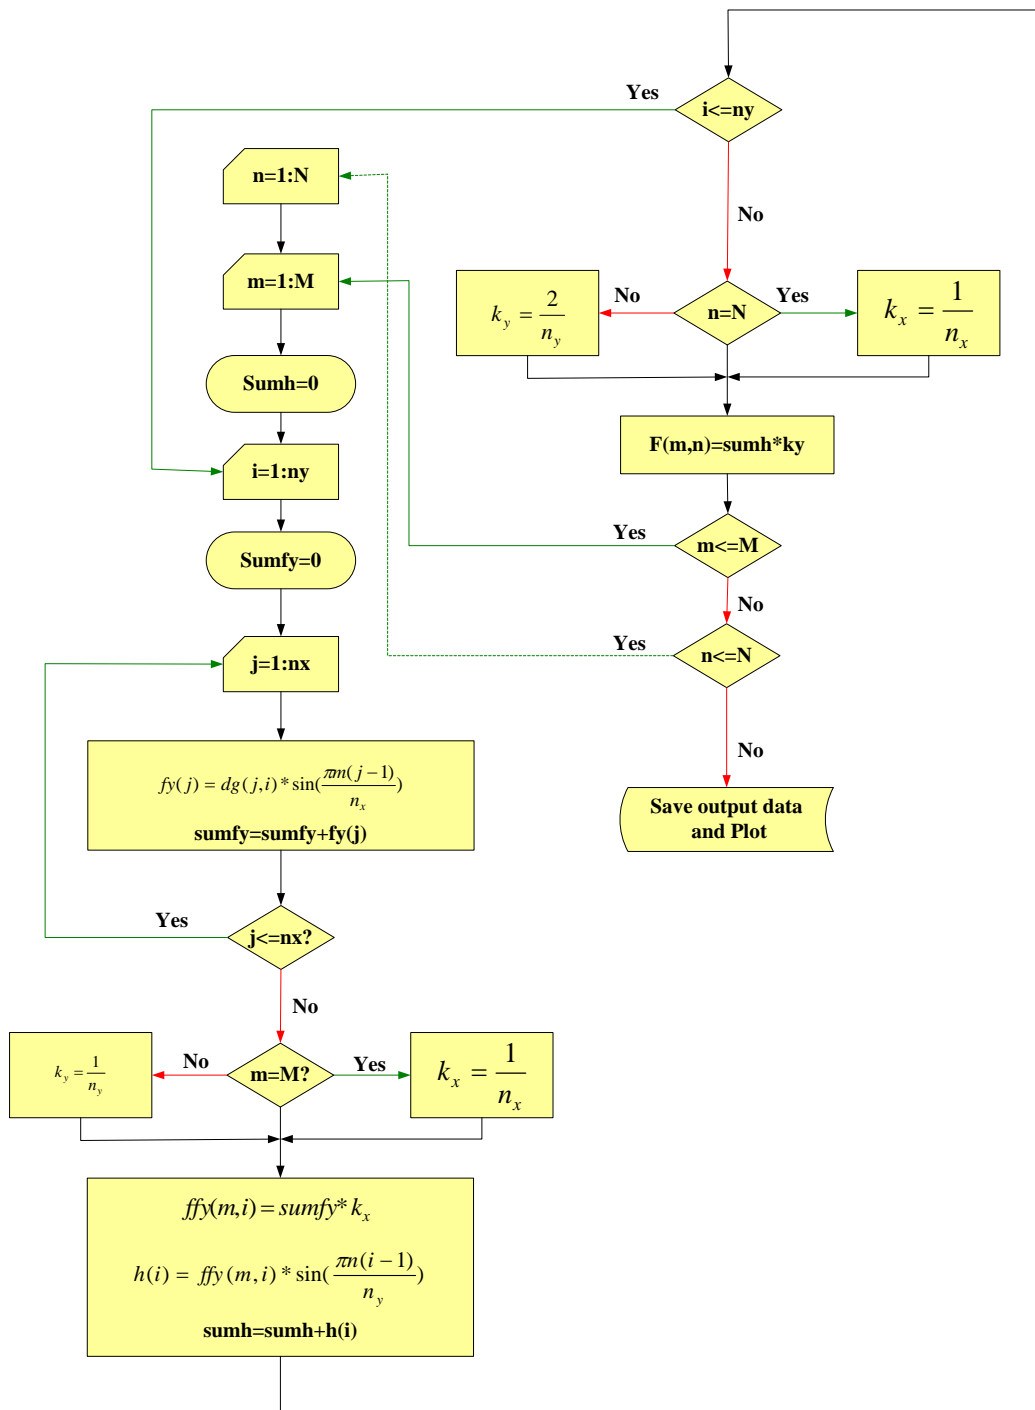 n=1:N
m=1:M
Sumh=0
i=1:ny
Sumfy=0
j=1:nx
fy(j) = dg(j,i)*sin(πm(j−1)/n_x)
sumfy=sumfy+fy(j)
Yes
j<=nx?
No
k_y = 1/n_y
No
m=M?
Yes
k_x = 1/n_x
ffy(m,i) = sumfy*k_x
h(i) = ffy(m,i)*sin(πn(i−1)/n_y)
sumh=sumh+h(i)
Yes
i<=ny
No
k_y = 2/n_y
No
n=N
Yes
k_x = 1/n_x
F(m,n)=sumh*ky
Yes
m<=M
No
Yes
n<=N
No
Save output data
and Plot